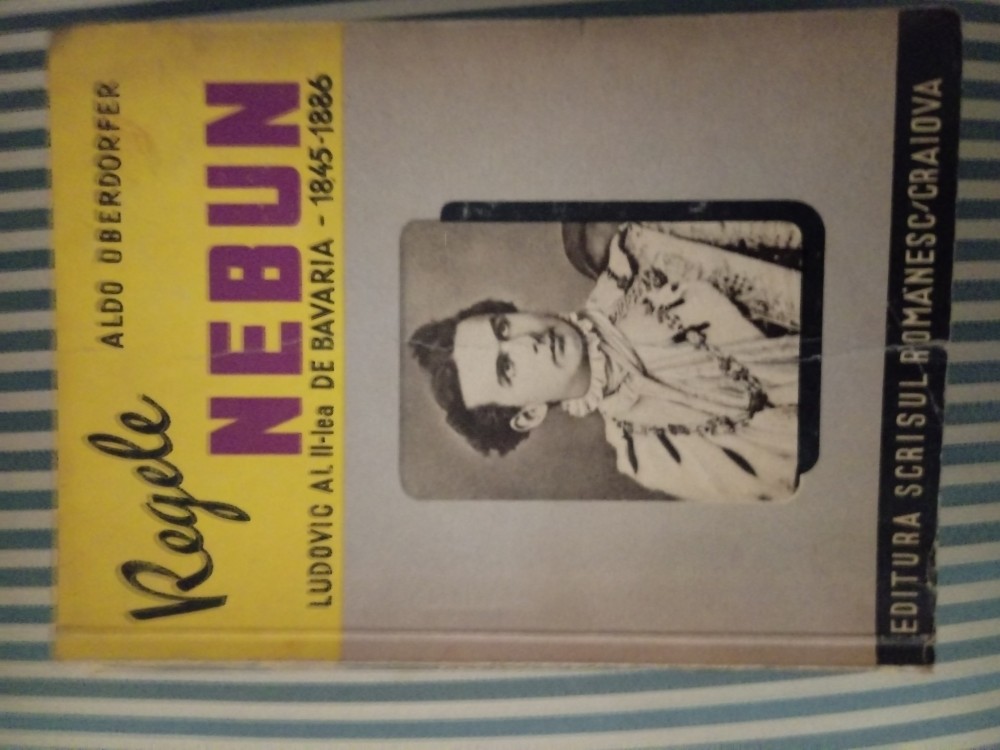 ALDO OBERDORFER
Regele
NEBUN
LUDOVIC AL II-lea DE BAVARIA - 1845-1886
EDITURA SCRISUL ROMÂNESC/CRAIOVA